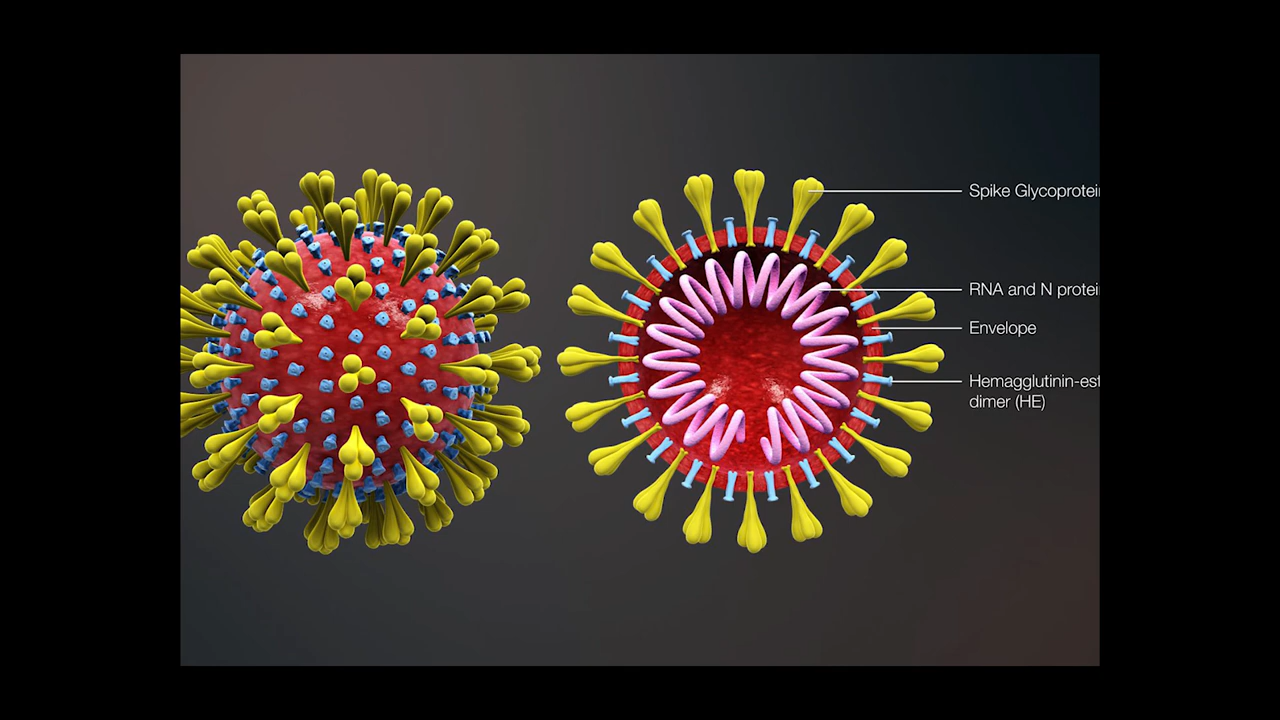 Spike Glycoprotei
RNA and N protei
Envelope
Hemagglutinin-est
dimer (HE)